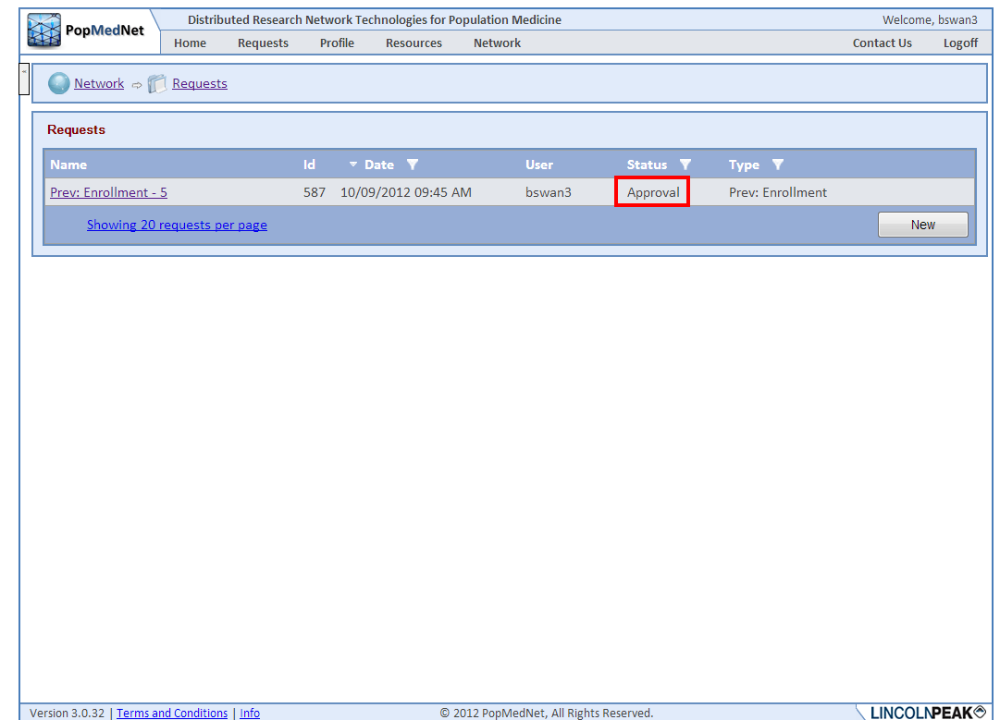 PopMedNet
Distributed Research Network Technologies for Population Medicine
Welcome, bswan3
Home Requests Profile Resources Network Contact Us Logoff
Network ⇨ Requests
Requests
Name Id Date User Status Type
Prev: Enrollment - 5 587 10/09/2012 09:45 AM bswan3 Approval Prev: Enrollment
Showing 20 requests per page New
Version 3.0.32 | Terms and Conditions | Info © 2012 PopMedNet, All Rights Reserved. LINCOLNPEAK